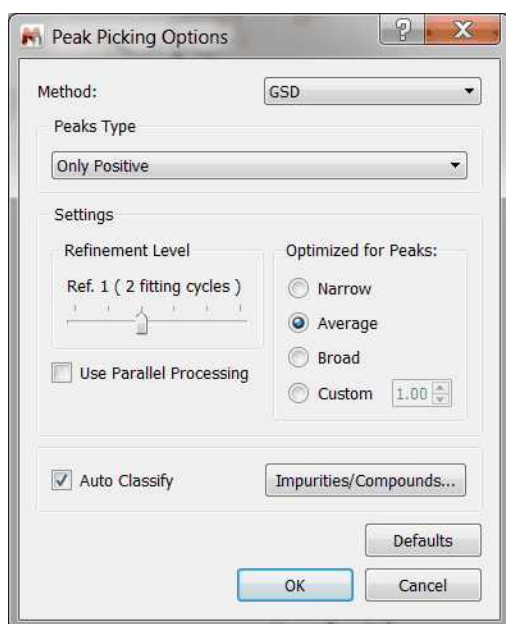 Peak Picking Options
Method: GSD
Peaks Type
Only Positive
Settings
Refinement Level
Ref. 1 ( 2 fitting cycles )
Use Parallel Processing
Optimized for Peaks:
Narrow
Average
Broad
Custom 1.00
Auto Classify Impurities/Compounds...
Defaults
OK Cancel